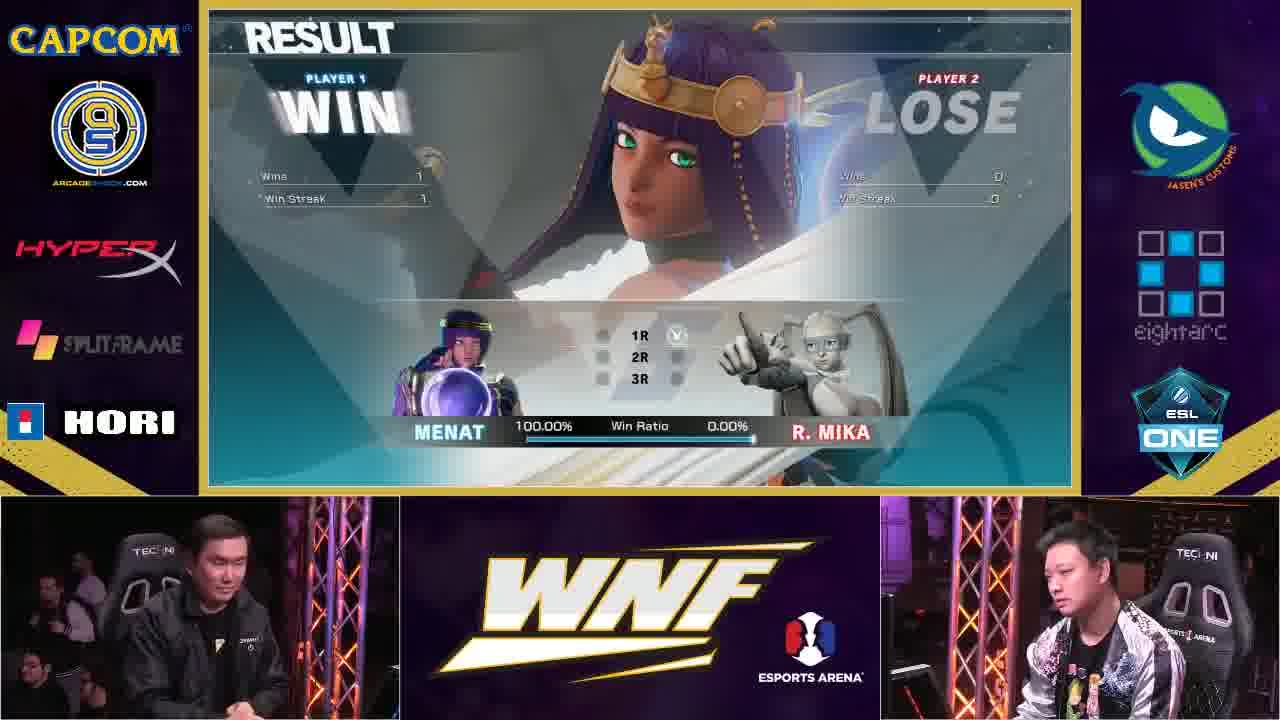 CAPCOM
ARCADESHOCK.COM
HYPERX
SPLITFRAME
HORI
RESULT
PLAYER 1
WIN
Wins 1
Win Streak 1
PLAYER 2
LOSE
Wins 0
Win Streak 0
1R V
2R
3R
MENAT
100.00% Win Ratio 0.00%
R. MIKA
JASEN'S CUSTOMS
eightarc
ESL
ONE
WNF
ESPORTS ARENA